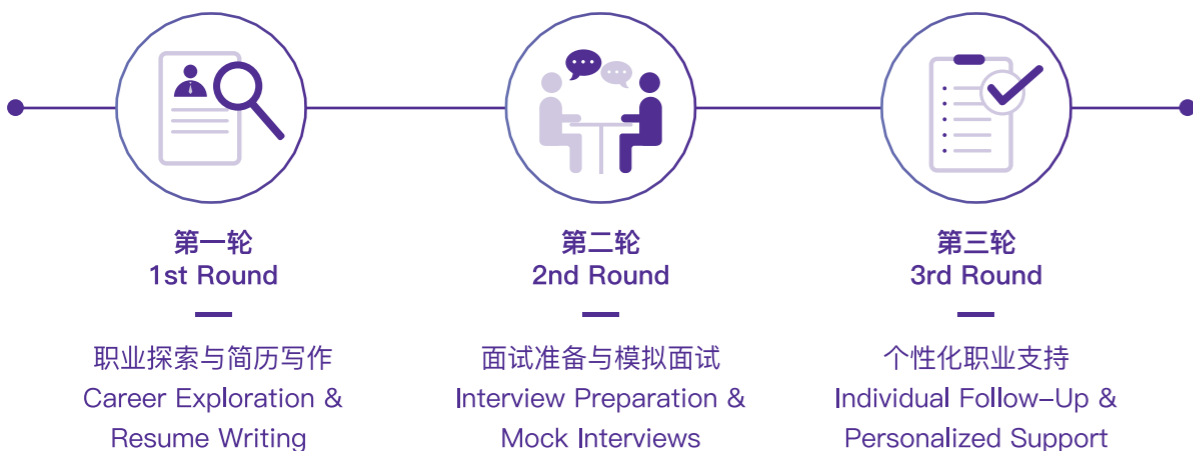 第一轮
1st Round
职业探索与简历写作
Career Exploration &
Resume Writing
第二轮
2nd Round
面试准备与模拟面试
Interview Preparation &
Mock Interviews
第三轮
3rd Round
个性化职业支持
Individual Follow–Up &
Personalized Support